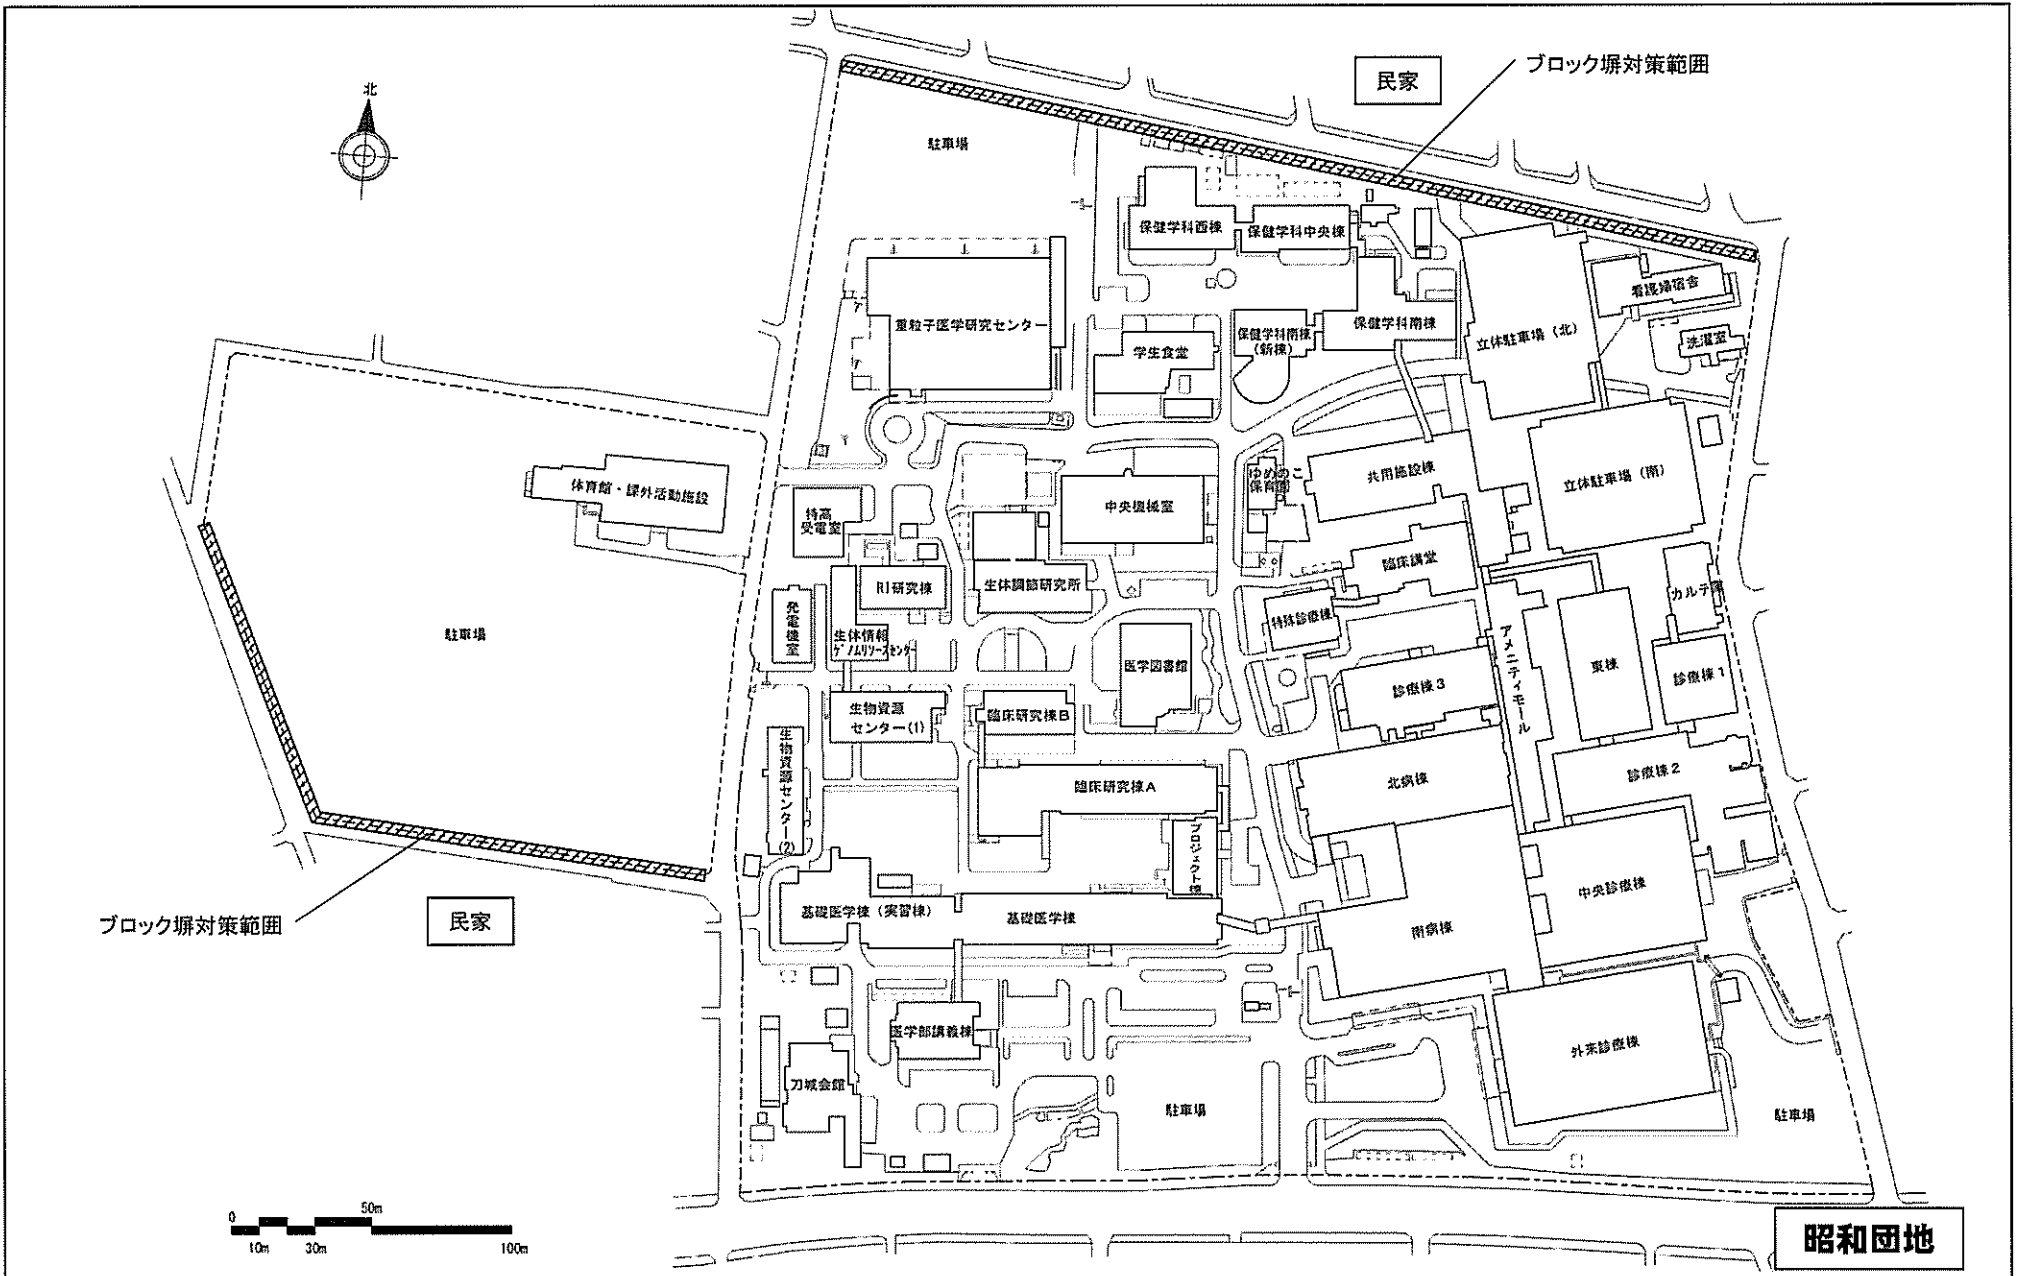 ブロック塀対策範囲
民家
北
駐車場
保健学科西棟
保健学科中央棟
看護婦宿舎
重粒子医学研究センター
保健学科南棟
(新棟)
保健学科南棟
立体駐車場(北)
洗濯室
学生食堂
体育館・課外活動施設
共用施設棟
ゆめのこ
保育園
立体駐車場(南)
中央機械室
特高
受電室
臨床講堂
RI研究棟
生体調節研究所
カルテ庫
発電機室
特殊診療棟
生体情報
ゲノムリソースセンター
駐車場
アメニティモール
東棟
医学図書館
診療棟1
診療棟3
生物資源
センター(1)
臨床研究棟B
生物資源センター(2)
診療棟2
北病棟
臨床研究棟A
プロジェクト棟
中央診療棟
基礎医学棟(実習棟)
基礎医学棟
南病棟
ブロック塀対策範囲
民家
医学部講義棟
外来診療棟
刀城会館
駐車場
駐車場
0
50m
10m
30m
100m
昭和団地